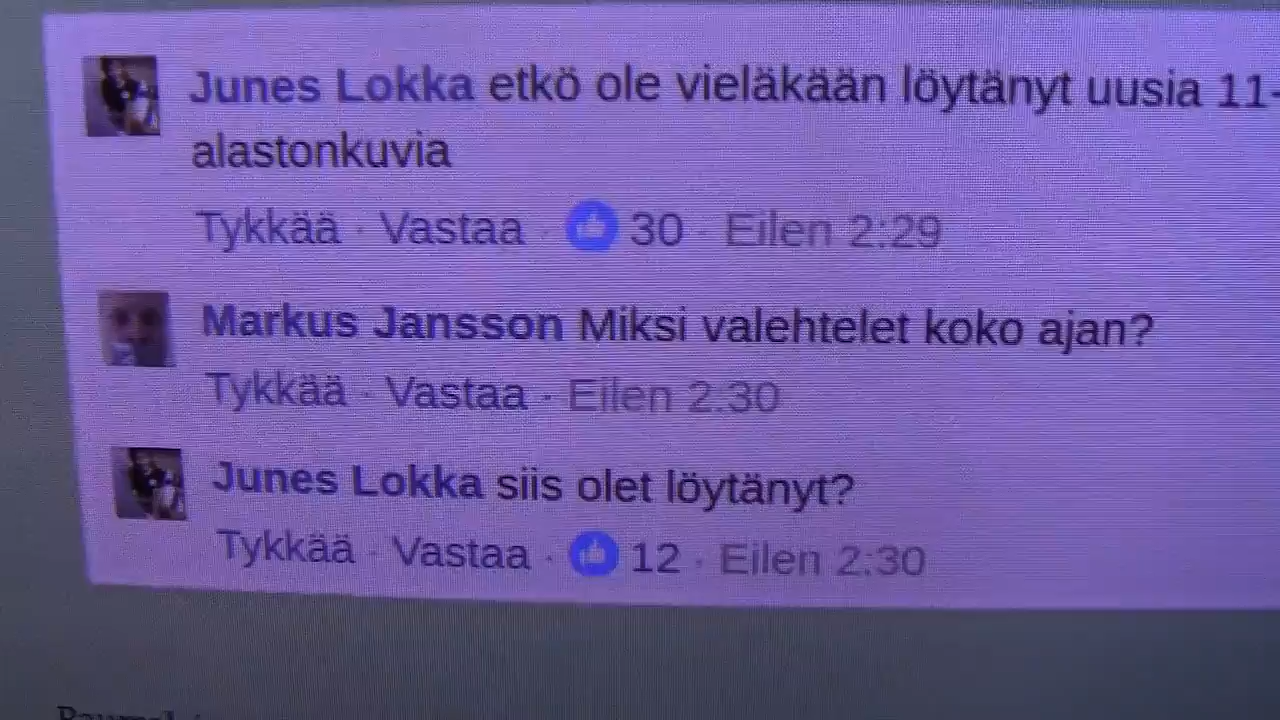 Junes Lokka etkö ole vieläkään löytänyt uusia 11-
alastonkuvia
Tykkää · Vastaa · 30 · Eilen 2:29
Markus Jansson Miksi valehtelet koko ajan?
Tykkää · Vastaa · Eilen 2:30
Junes Lokka siis olet löytänyt?
Tykkää · Vastaa · 12 · Eilen 2:30